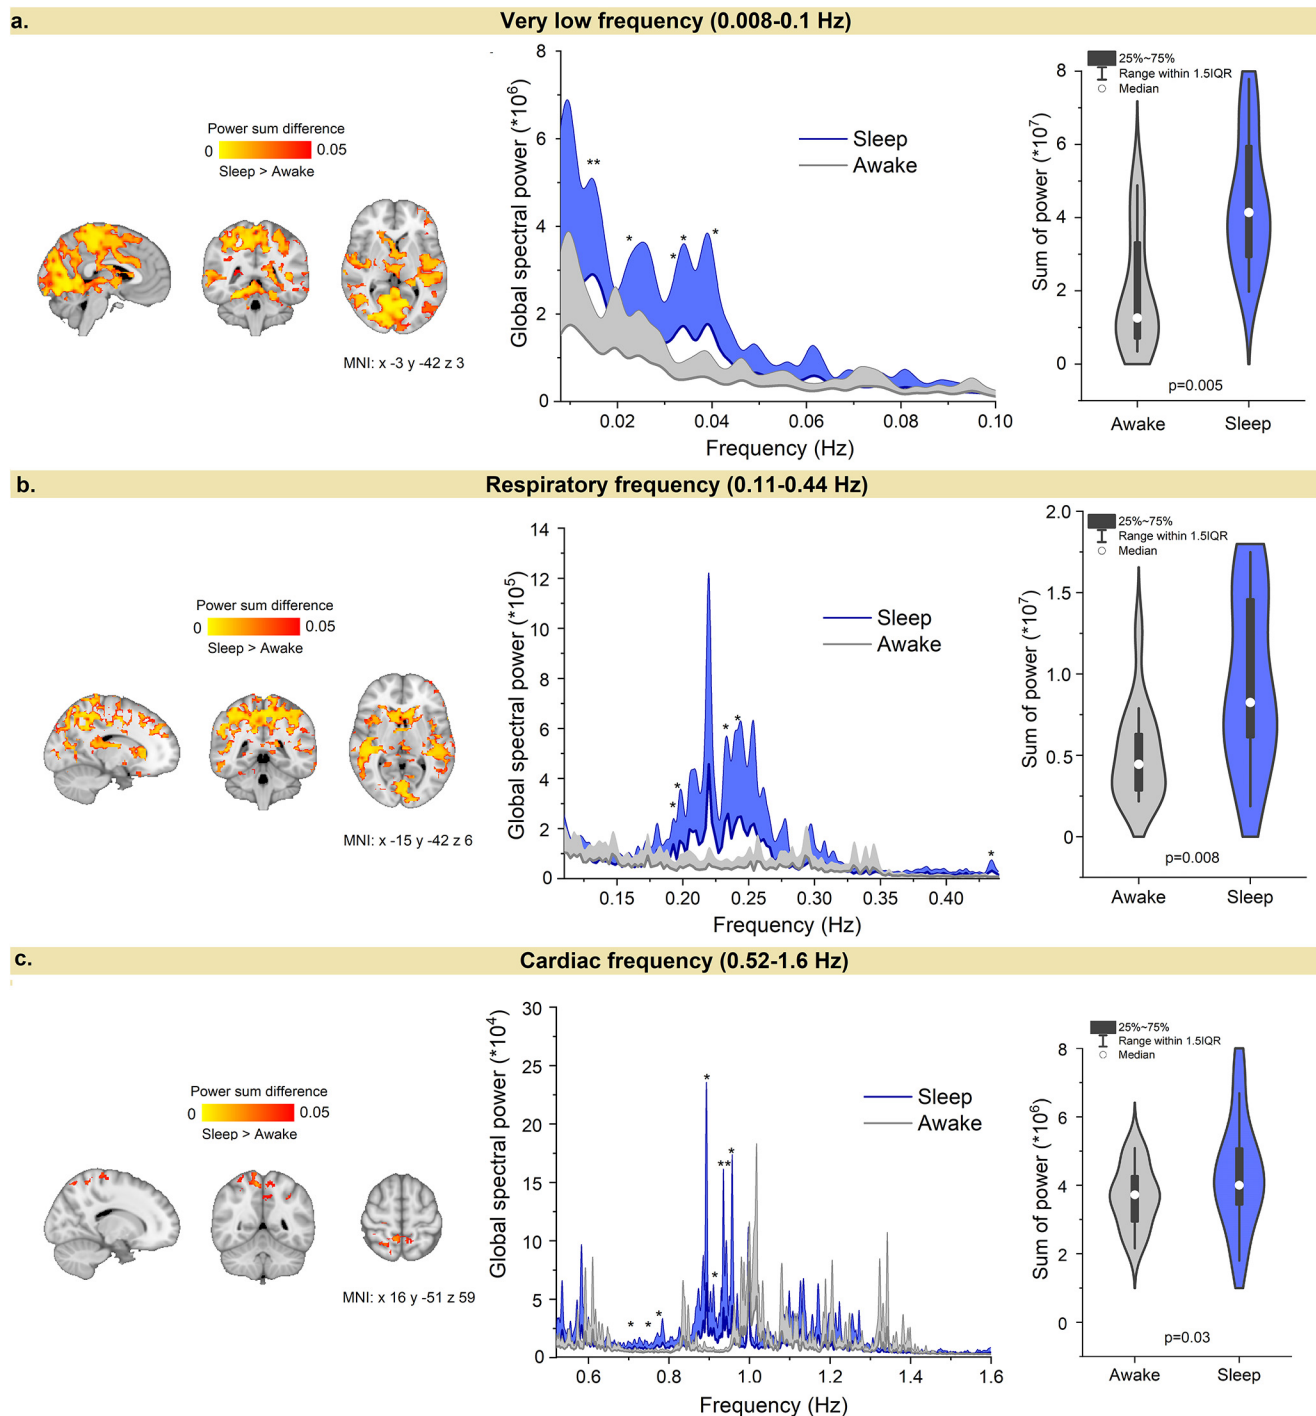 a.
Very low frequency (0.008-0.1 Hz)
Power sum difference
0
0.05
Sleep > Awake
MNI: x -3 y -42 z 3
Global spectral power (*10⁶)
8
6
4
2
0
**
*
*
*
*
Sleep
Awake
0.02
0.04
0.06
0.08
0.10
Frequency (Hz)
25%~75%
Range within 1.5IQR
Median
Sum of power (*10⁷)
8
6
4
2
0
p=0.005
Awake
Sleep
b.
Respiratory frequency (0.11-0.44 Hz)
Power sum difference
0
0.05
Sleep > Awake
MNI: x -15 y -42 z 6
Global spectral power (*10⁵)
14
12
10
8
6
4
2
0
*
*
*
*
*
Sleep
Awake
0.15
0.20
0.25
0.30
0.35
0.40
Frequency (Hz)
25%~75%
Range within 1.5IQR
Median
Sum of power (*10⁷)
2.0
1.5
1.0
0.5
0
p=0.008
Awake
Sleep
c.
Cardiac frequency (0.52-1.6 Hz)
Power sum difference
0
0.05
Sleep > Awake
MNI: x 16 y -51 z 59
Global spectral power (*10⁴)
30
25
20
15
10
5
0
*
*
**
*
*
*
*
Sleep
Awake
0.6
0.8
1.0
1.2
1.4
1.6
Frequency (Hz)
25%~75%
Range within 1.5IQR
Median
Sum of power (*10⁶)
8
6
4
2
0
p=0.03
Awake
Sleep